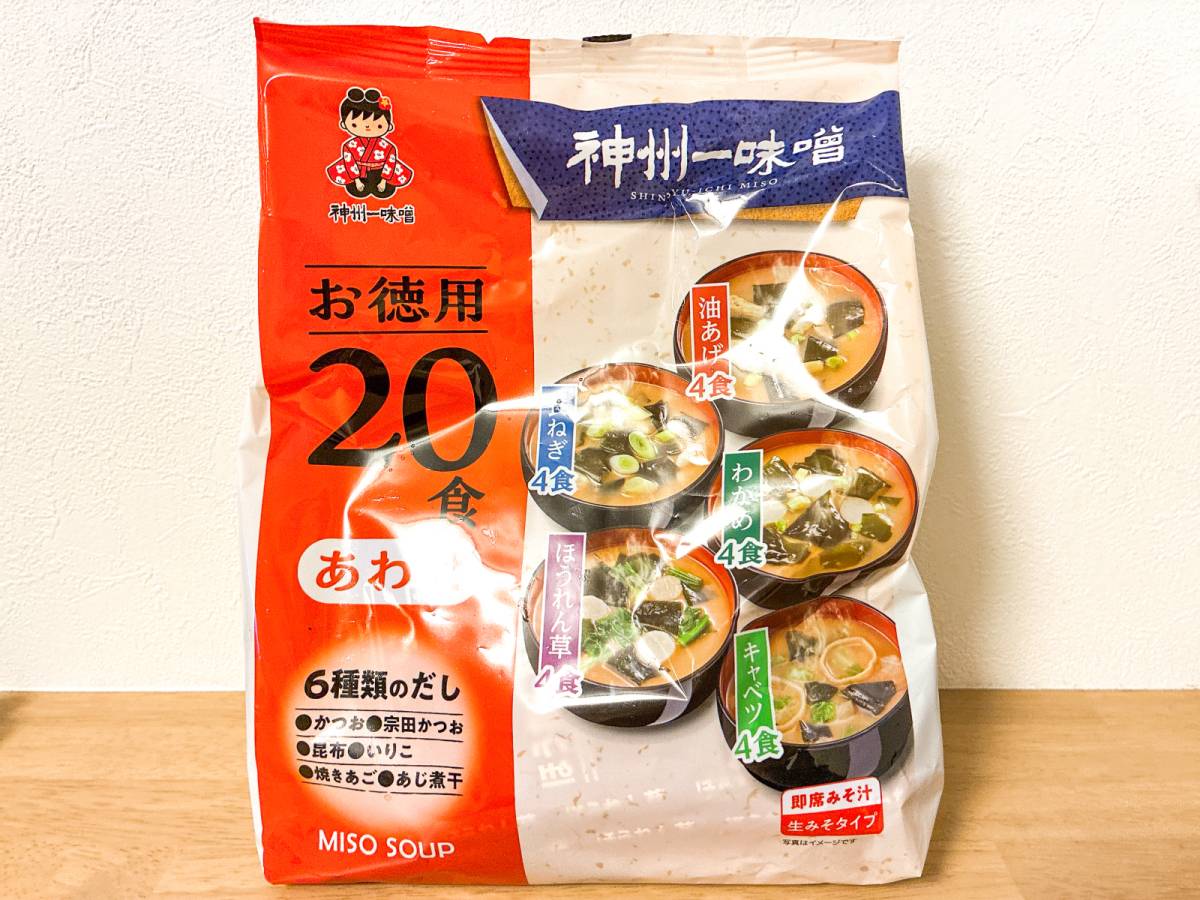 神州一味噌
お徳用
20
食
あわ
6種類のだし
●かつお●宗田かつお
●昆布●いりこ
●焼きあご●あじ煮干
MISO SOUP
神州一味噌
油あげ
4食
ねぎ
4食
わかめ
4食
ほうれん草
4食
キャベツ
4食
即席みそ汁
生みそタイプ
写真はイメージです